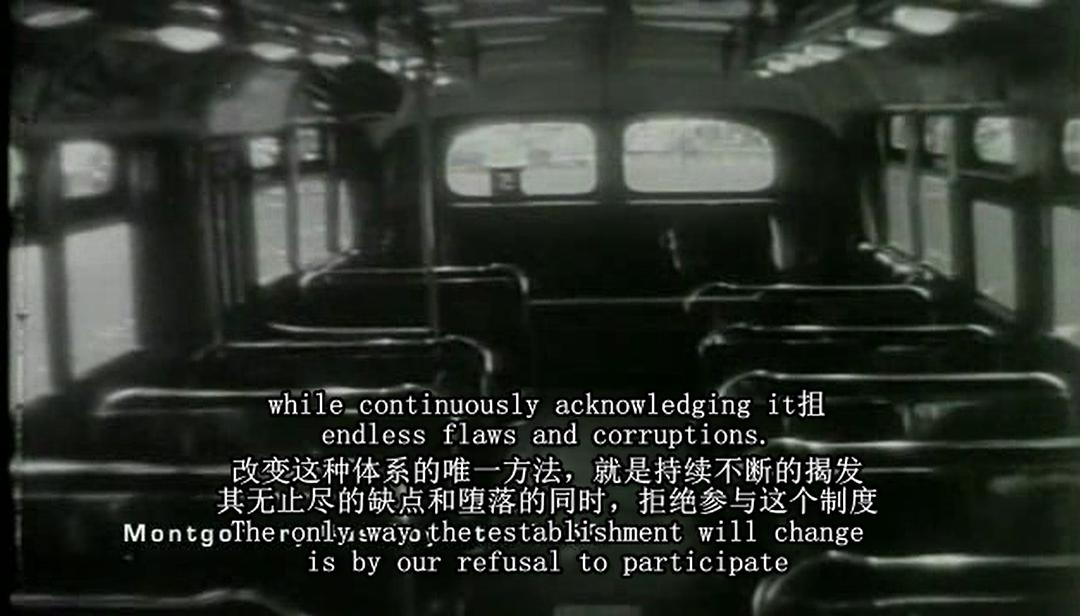 while continuously acknowledging it抯
endless flaws and corruptions.
改变这种体系的唯一方法，就是持续不断的揭发
其无止尽的缺点和堕落的同时，拒绝参与这个制度
Montgo
The only way the establishment will change
is by our refusal to participate